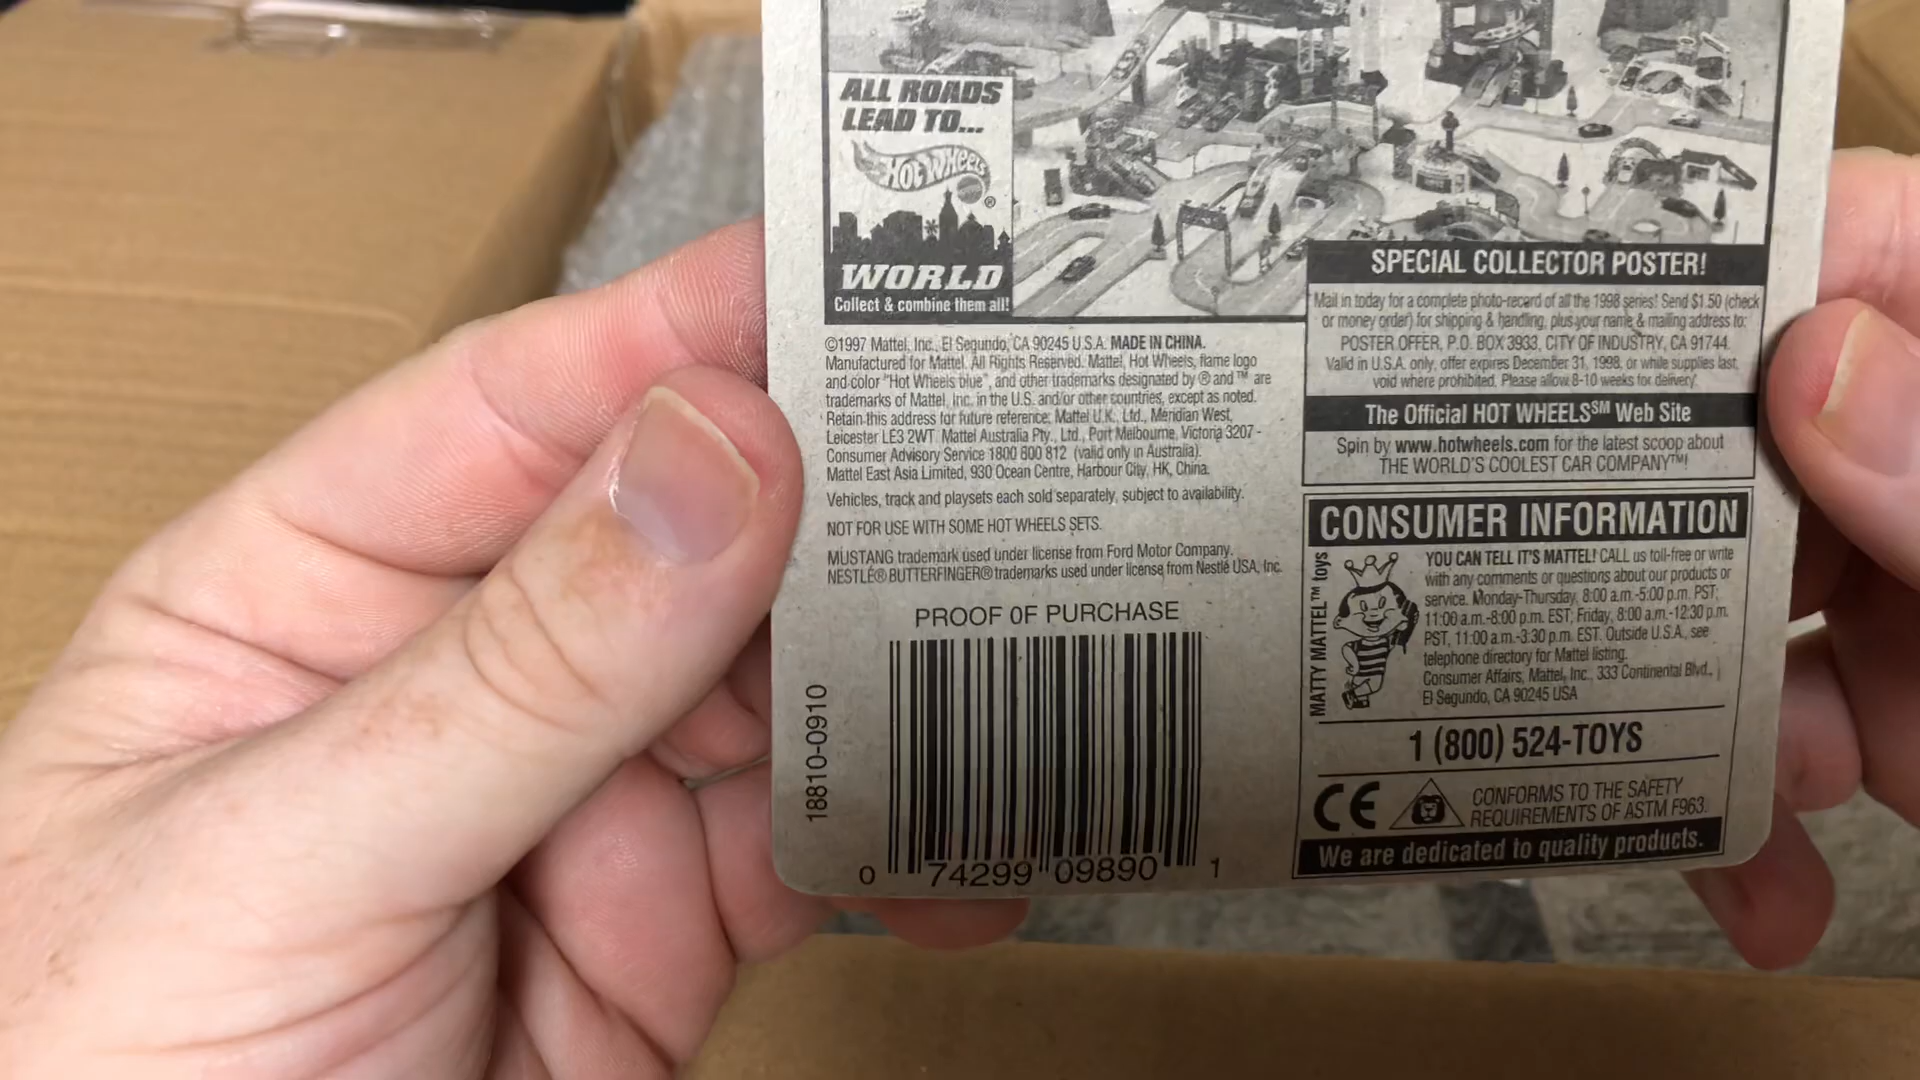 ALL ROADS
LEAD TO...
HOT WHEELS
®
WORLD
Collect & combine them all!
SPECIAL COLLECTOR POSTER!
Mail in today for a complete photo-record of all the 1998 series! Send $1.50 (check
or money order) for shipping & handling, plus your name & mailing address to:
POSTER OFFER, P.O. BOX 3933, CITY OF INDUSTRY, CA 91744.
Valid in U.S.A. only, offer expires December 31, 1998, or while supplies last,
void where prohibited. Please allow 8-10 weeks for delivery.
The Official HOT WHEELS℠ Web Site
Spin by www.hotwheels.com for the latest scoop about
THE WORLD'S COOLEST CAR COMPANY™!
©1997 Mattel, Inc., El Segundo, CA 90245 U.S.A. MADE IN CHINA.
Manufactured for Mattel. All Rights Reserved. Mattel, Hot Wheels, flame logo
and color "Hot Wheels blue", and other trademarks designated by ® and ™ are
trademarks of Mattel, Inc. in the U.S. and/or other countries, except as noted.
Retain this address for future reference: Mattel U.K., Ltd., Meridian West,
Leicester LE3 2WT. Mattel Australia Pty., Ltd., Port Melbourne, Victoria 3207 -
Consumer Advisory Service 1800 800 812 (valid only in Australia).
Mattel East Asia Limited, 930 Ocean Centre, Harbour City, HK, China.
Vehicles, track and playsets each sold separately, subject to availability.
NOT FOR USE WITH SOME HOT WHEELS SETS.
MUSTANG trademark used under license from Ford Motor Company.
NESTLÉ® BUTTERFINGER® trademarks used under license from Nestlé USA, Inc.
PROOF OF PURCHASE
18810-0910
0 74299 09890 1
CONSUMER INFORMATION
MATTY MATTEL™ toys
YOU CAN TELL IT'S MATTEL! CALL us toll-free or write
with any comments or questions about our products or
service. Monday-Thursday, 8:00 a.m.-5:00 p.m. PST;
11:00 a.m.-8:00 p.m. EST; Friday, 8:00 a.m.-12:30 p.m.
PST, 11:00 a.m.-3:30 p.m. EST. Outside U.S.A., see
telephone directory for Mattel listing.
Consumer Affairs, Mattel, Inc., 333 Continental Blvd.,
El Segundo, CA 90245 USA
1 (800) 524-TOYS
CE
CONFORMS TO THE SAFETY
REQUIREMENTS OF ASTM F963.
We are dedicated to quality products.